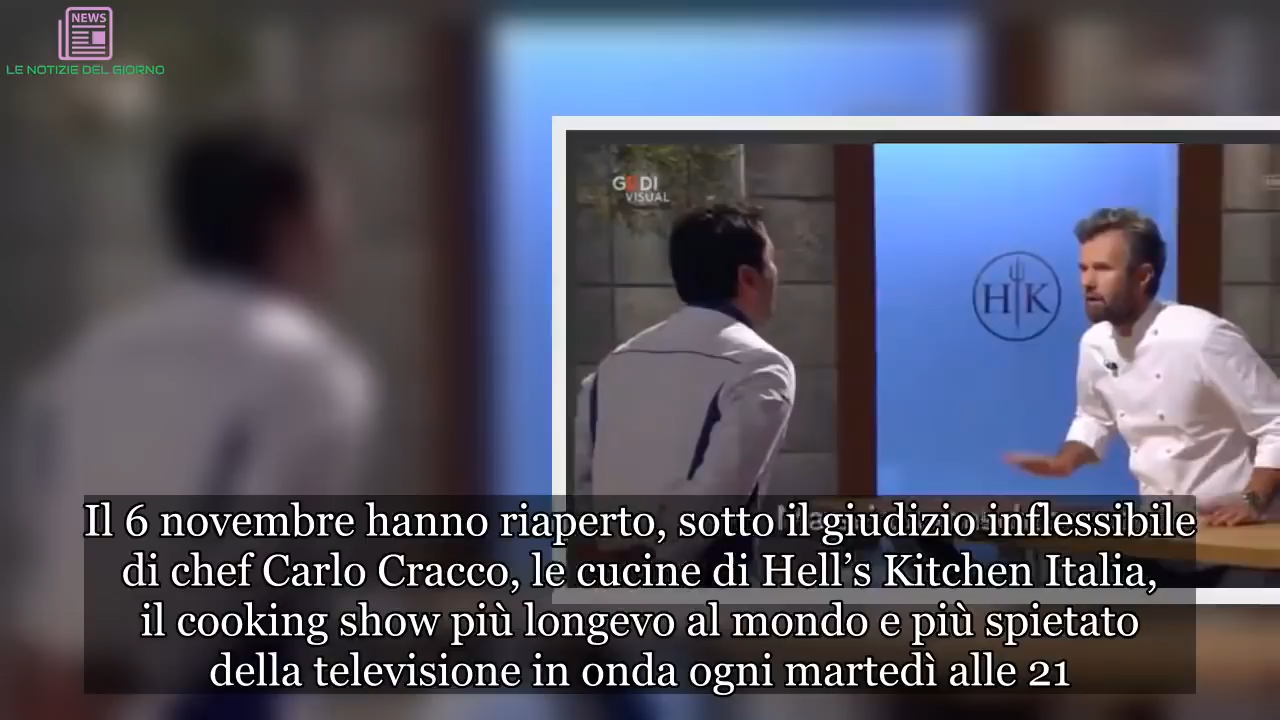 NEWS
LE NOTIZIE DEL GIORNO
GEDI
VISUAL
HK
Il 6 novembre hanno riaperto, sotto il giudizio inflessibile
di chef Carlo Cracco, le cucine di Hell’s Kitchen Italia,
il cooking show più longevo al mondo e più spietato
della televisione in onda ogni martedì alle 21